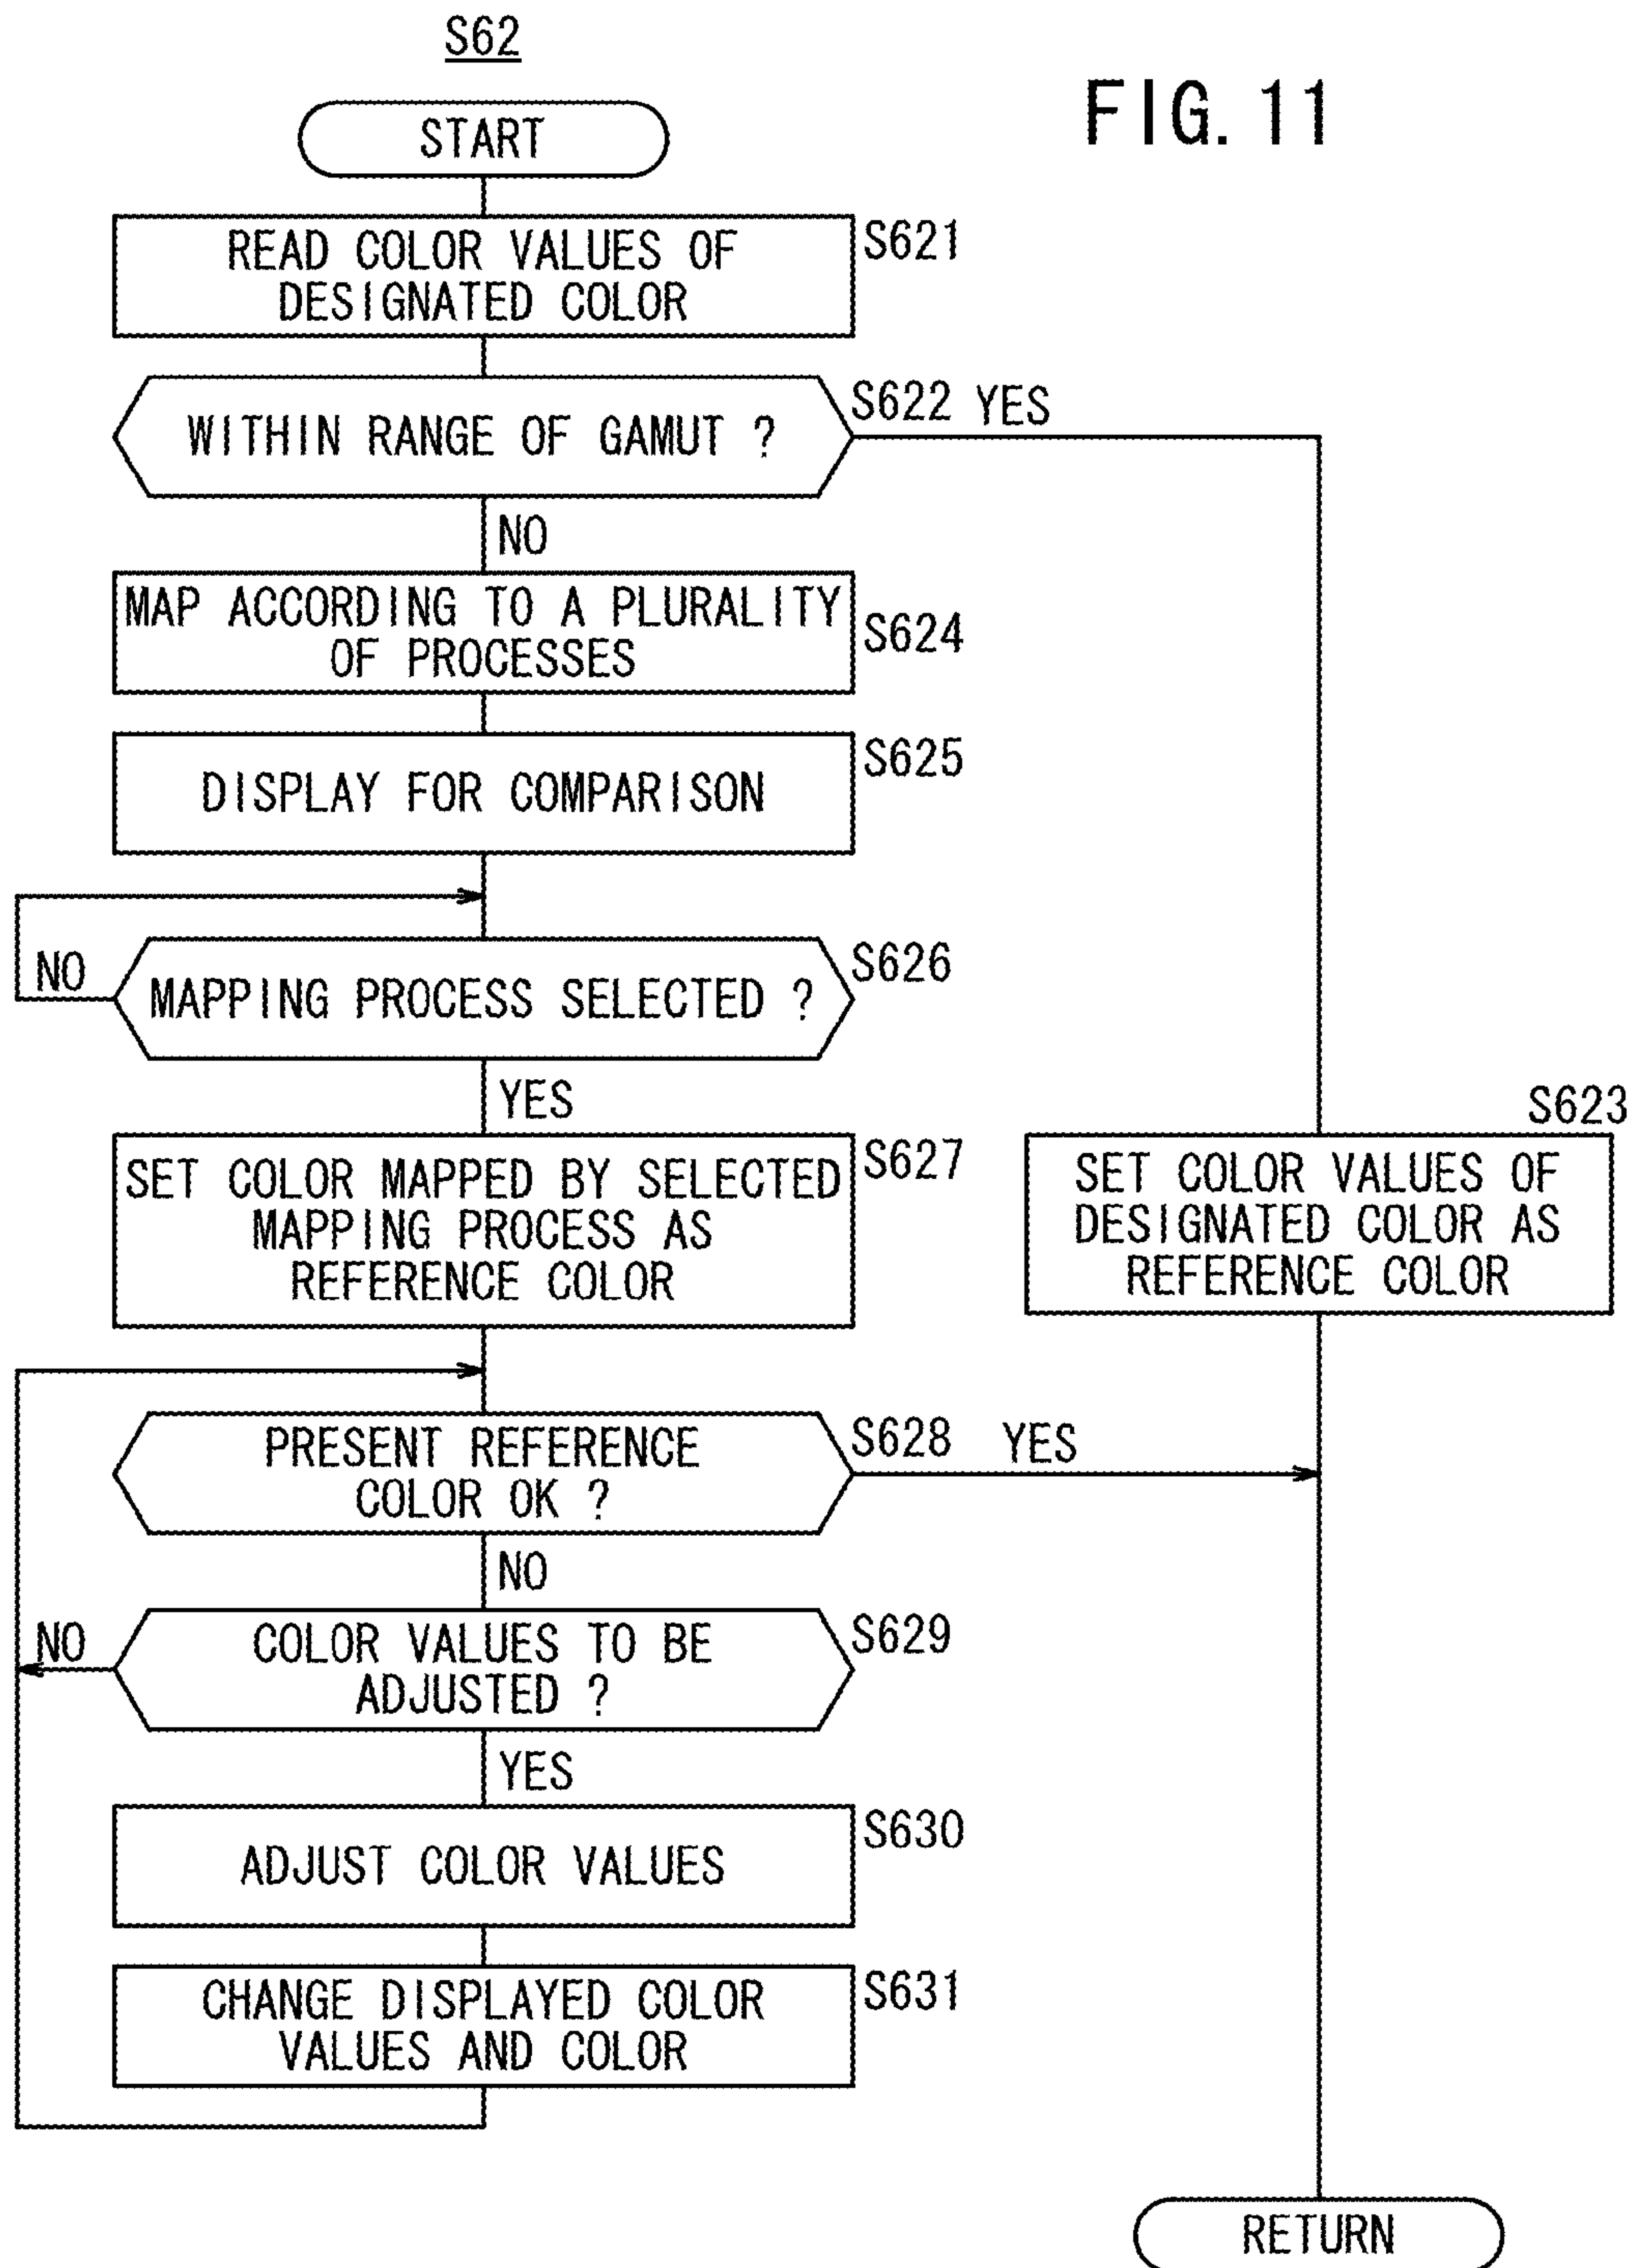 S62
FIG. 11
START
READ COLOR VALUES OF
DESIGNATED COLOR
S621
WITHIN RANGE OF GAMUT ?
S622 YES
NO
MAP ACCORDING TO A PLURALITY
OF PROCESSES
S624
DISPLAY FOR COMPARISON
S625
NO
MAPPING PROCESS SELECTED ?
S626
YES
SET COLOR MAPPED BY SELECTED
MAPPING PROCESS AS
REFERENCE COLOR
S627
S623
SET COLOR VALUES OF
DESIGNATED COLOR AS
REFERENCE COLOR
PRESENT REFERENCE
COLOR OK ?
S628 YES
NO
NO
COLOR VALUES TO BE
ADJUSTED ?
S629
YES
ADJUST COLOR VALUES
S630
CHANGE DISPLAYED COLOR
VALUES AND COLOR
S631
RETURN